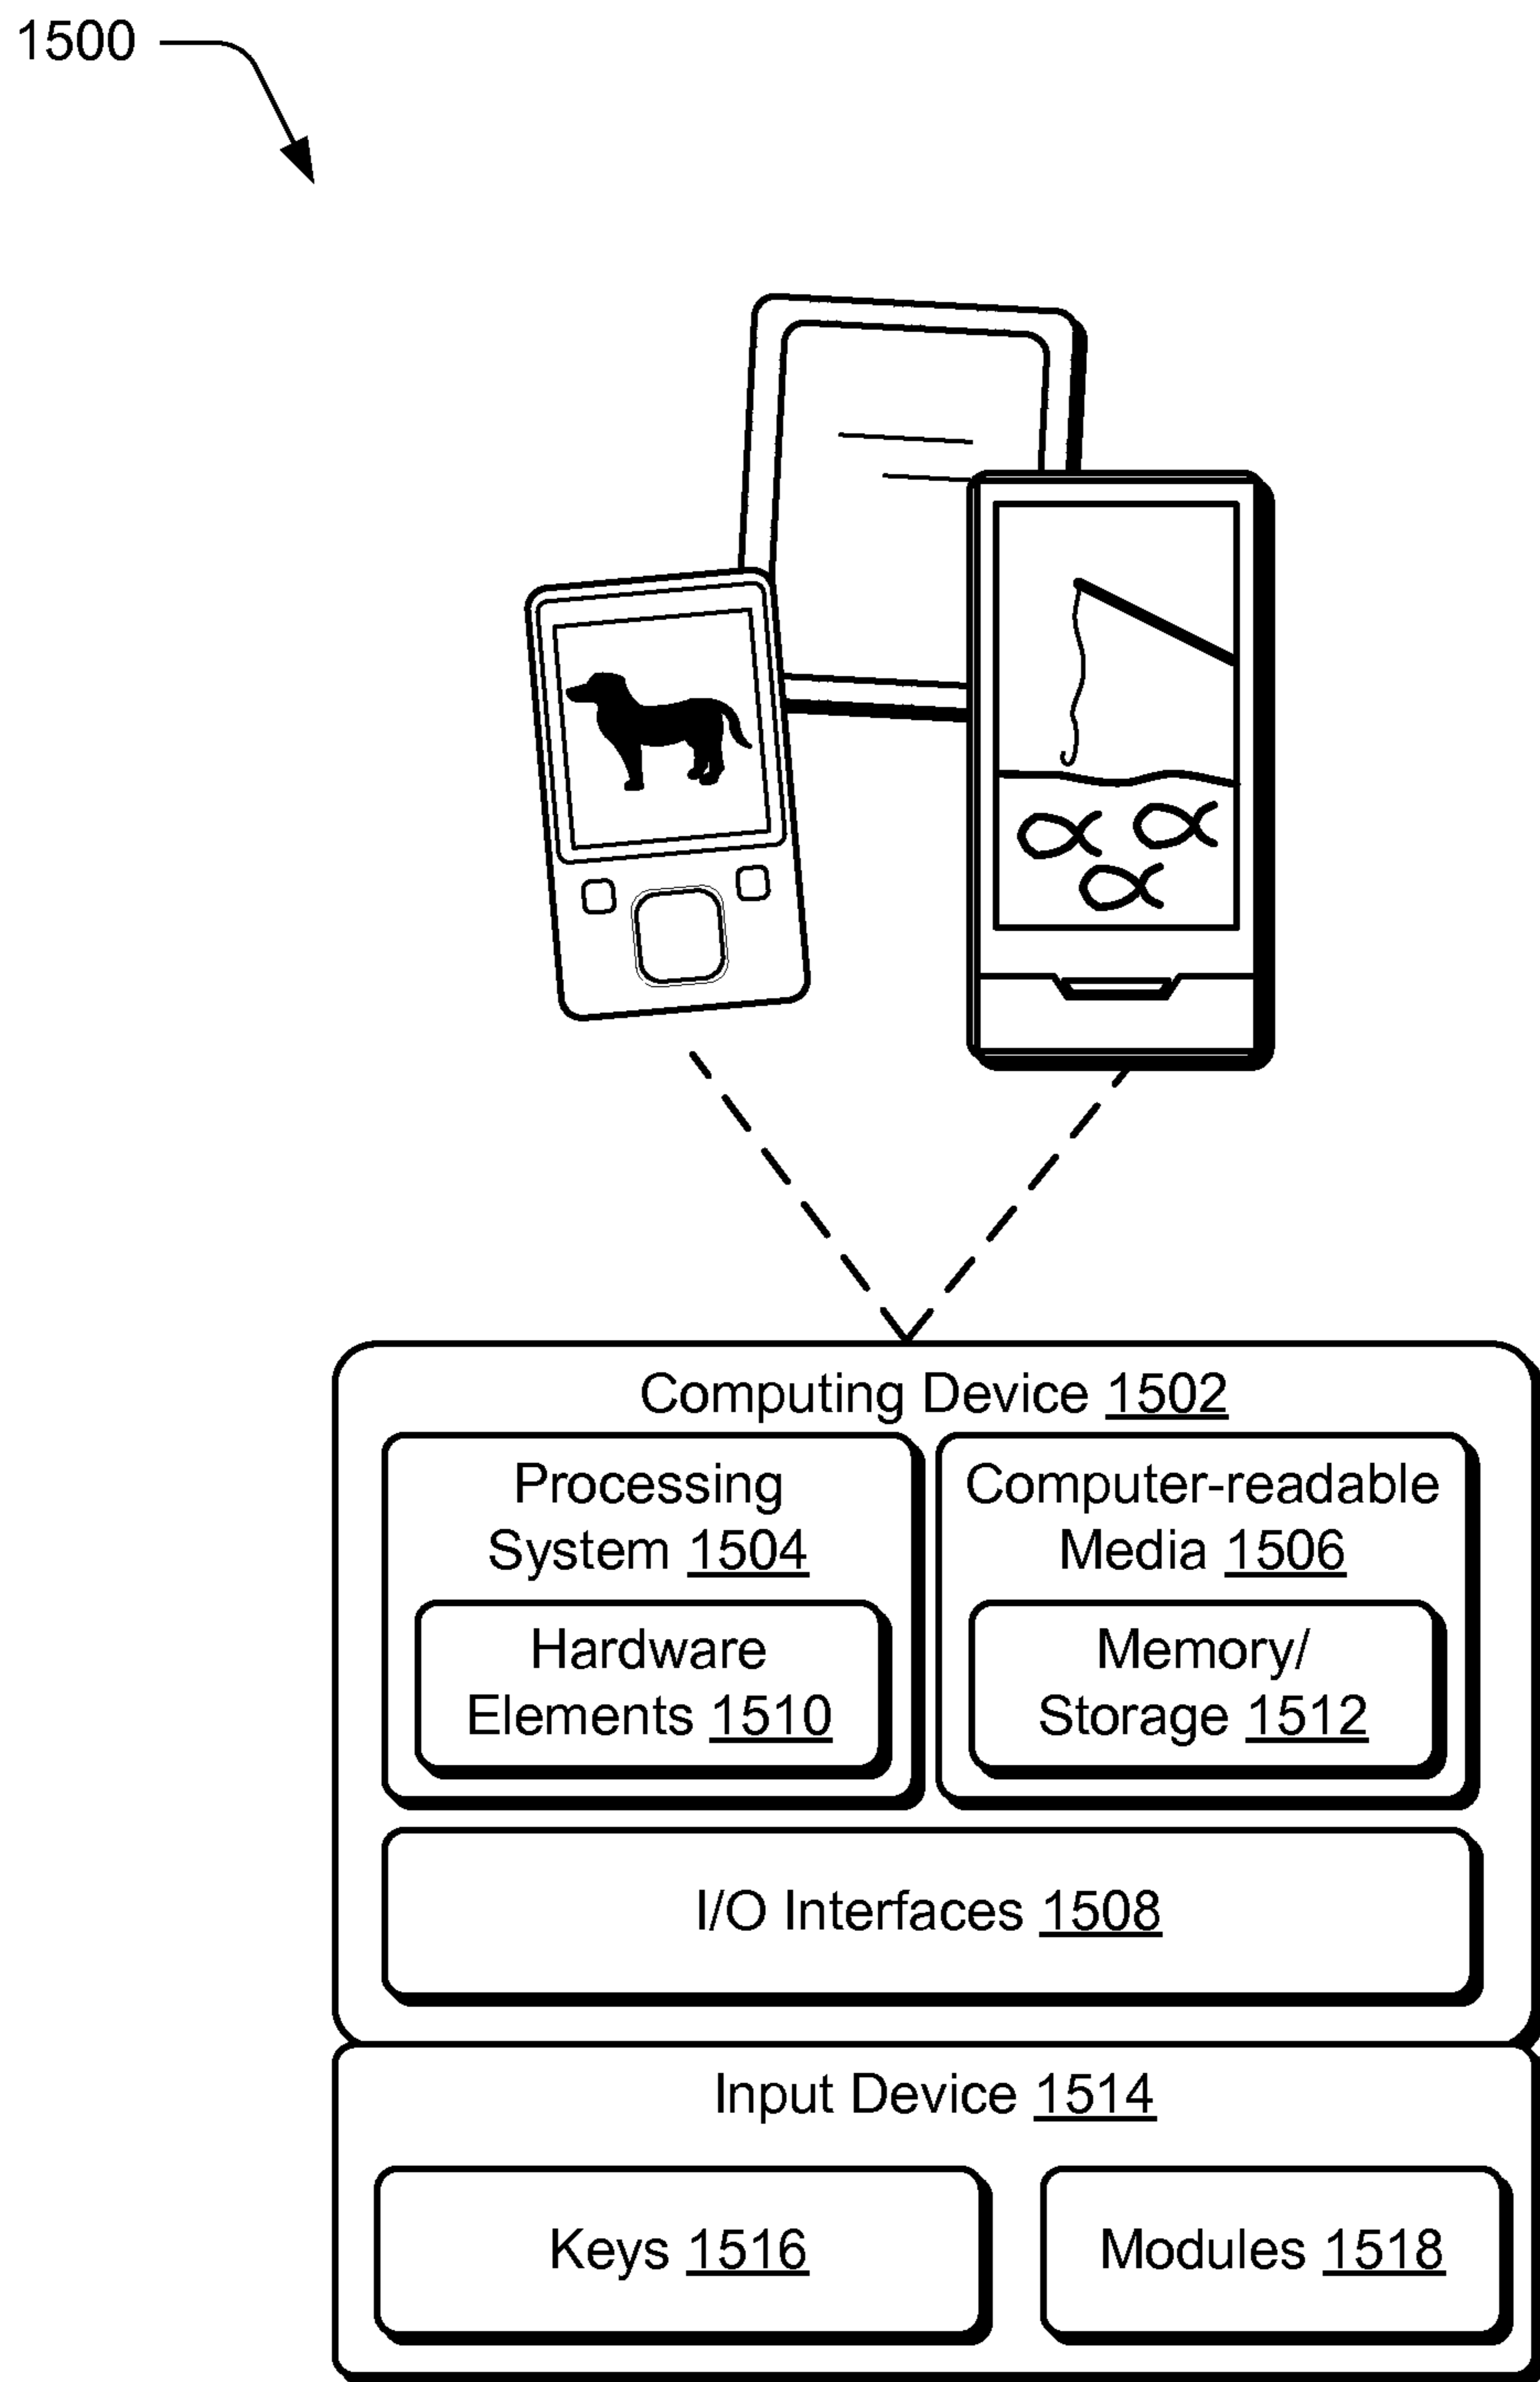 1500
Computing Device 1502
Processing
System 1504
Computer-readable
Media 1506
Hardware
Elements 1510
Memory/
Storage 1512
I/O Interfaces 1508
Input Device 1514
Keys 1516
Modules 1518